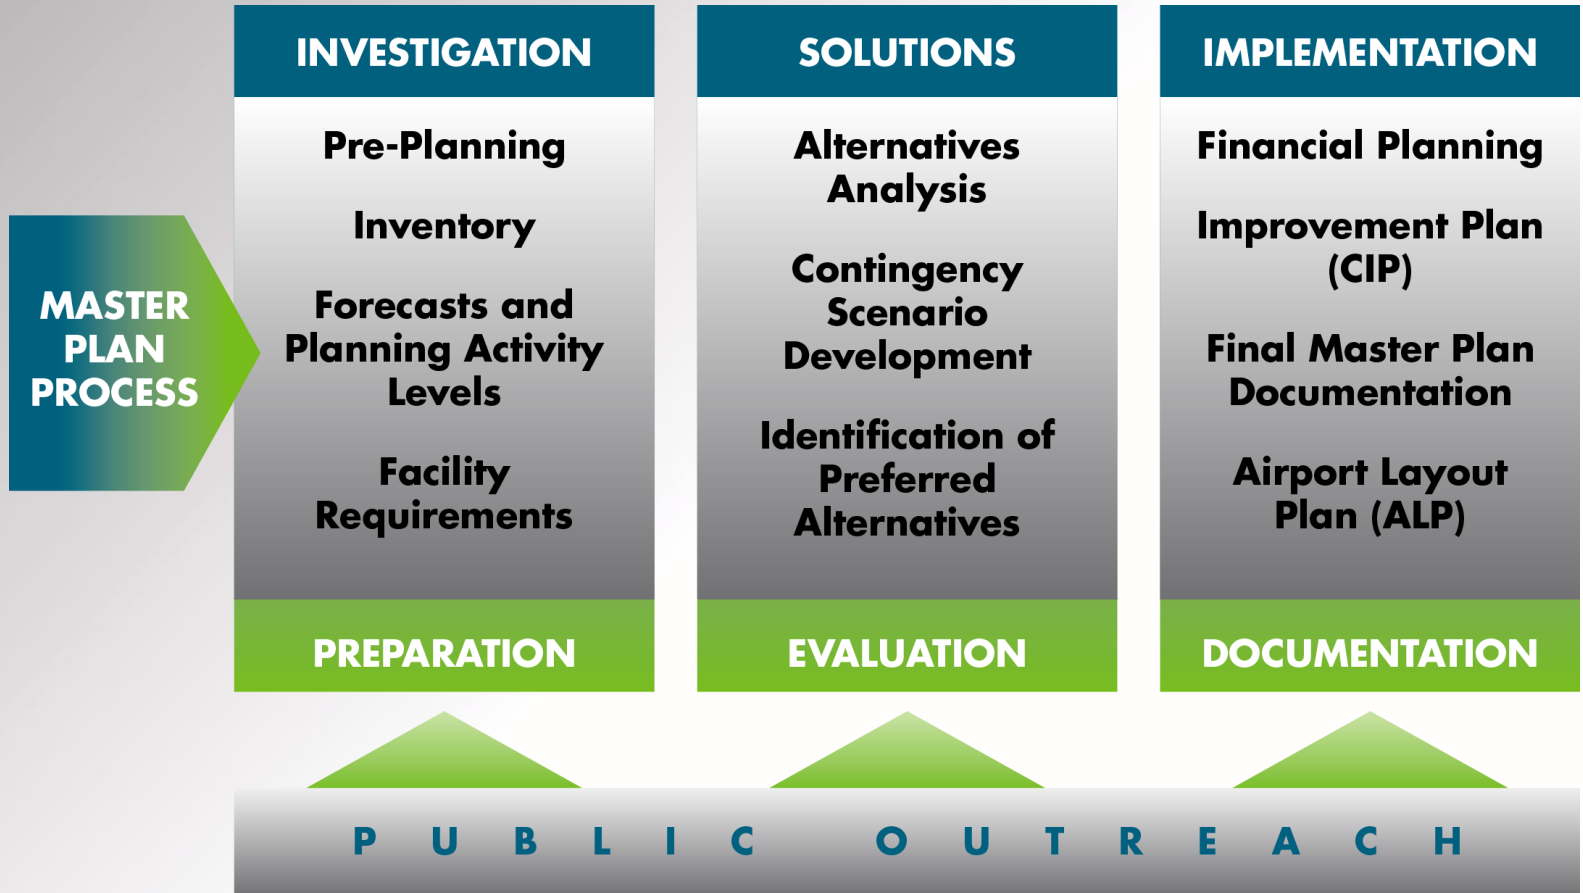 MASTER
PLAN
PROCESS
INVESTIGATION
Pre-Planning
Inventory
Forecasts and
Planning Activity
Levels
Facility
Requirements
PREPARATION
SOLUTIONS
Alternatives
Analysis
Contingency
Scenario
Development
Identification of
Preferred
Alternatives
EVALUATION
IMPLEMENTATION
Financial Planning
Improvement Plan
(CIP)
Final Master Plan
Documentation
Airport Layout
Plan (ALP)
DOCUMENTATION
PUBLIC OUTREACH